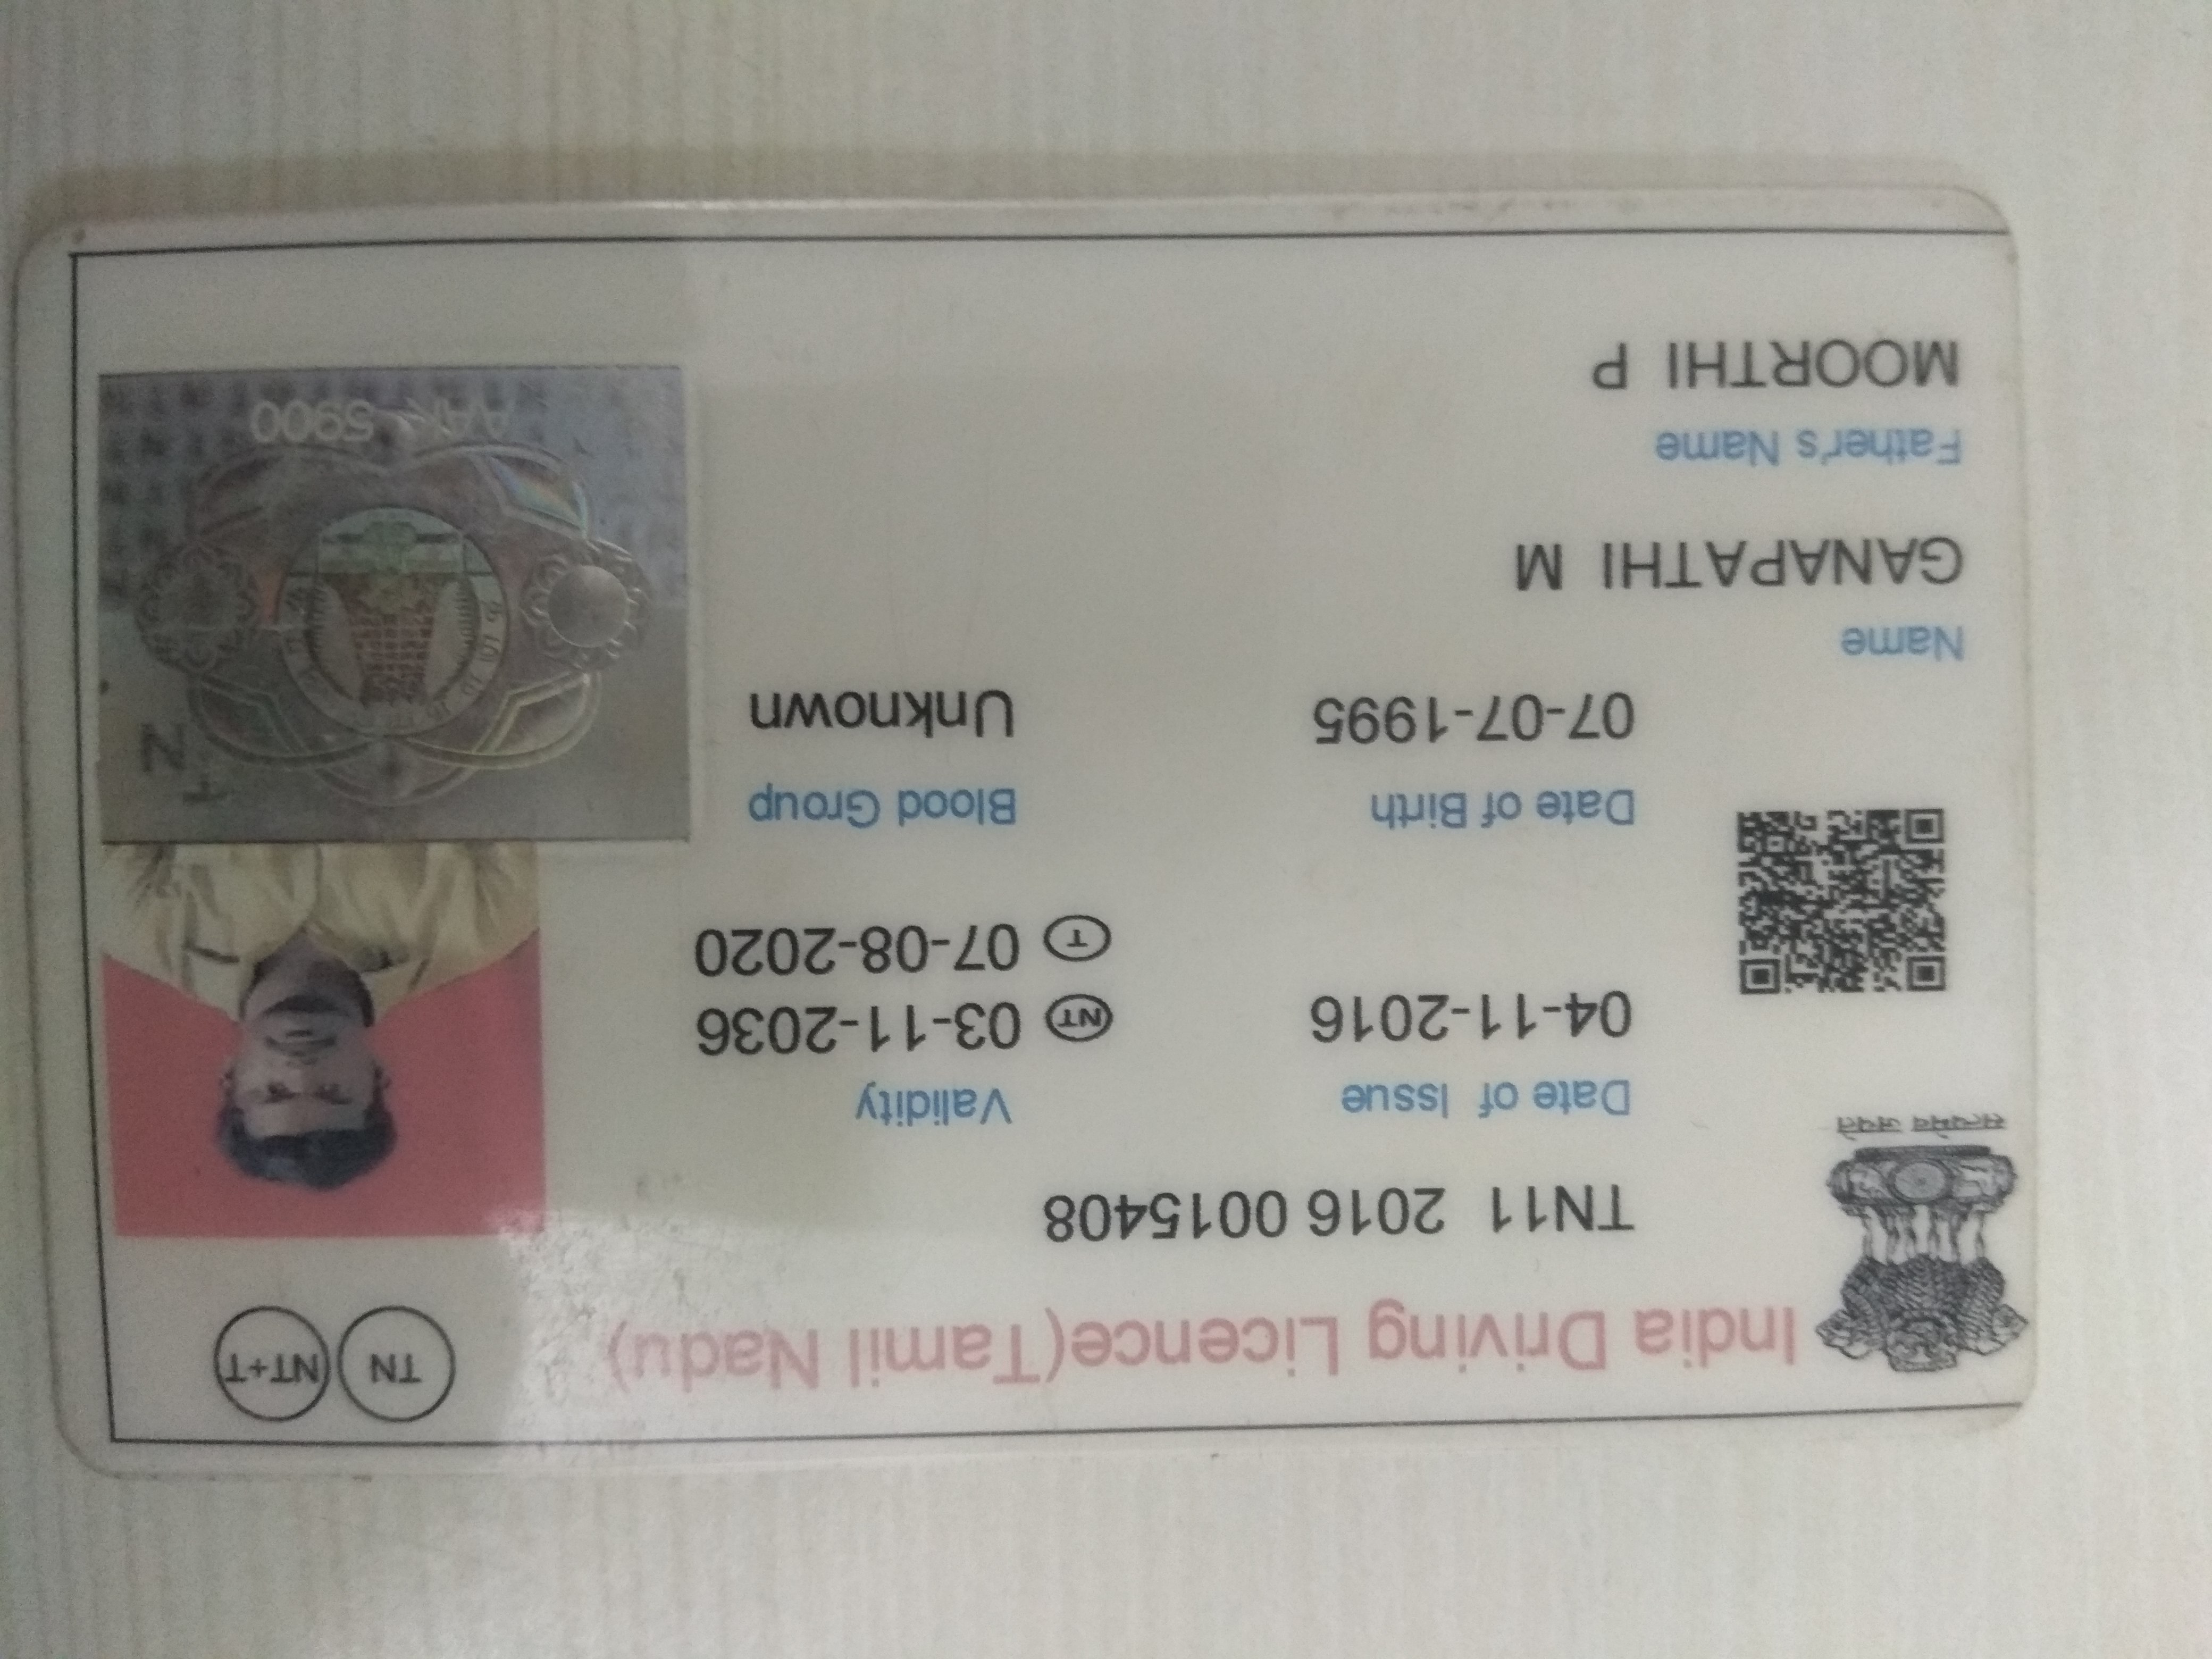 India Driving Licence(Tamil Nadu)
TN
NT+T
TN11 2016 0015408
सत्यमेव जयते
Date of Issue
Validity
04-11-2016
NT 03-11-2036
T 07-08-2020
Date of Birth
Blood Group
07-07-1995
Unknown
Name
GANAPATHI M
Father's Name
MOORTHI P
5900